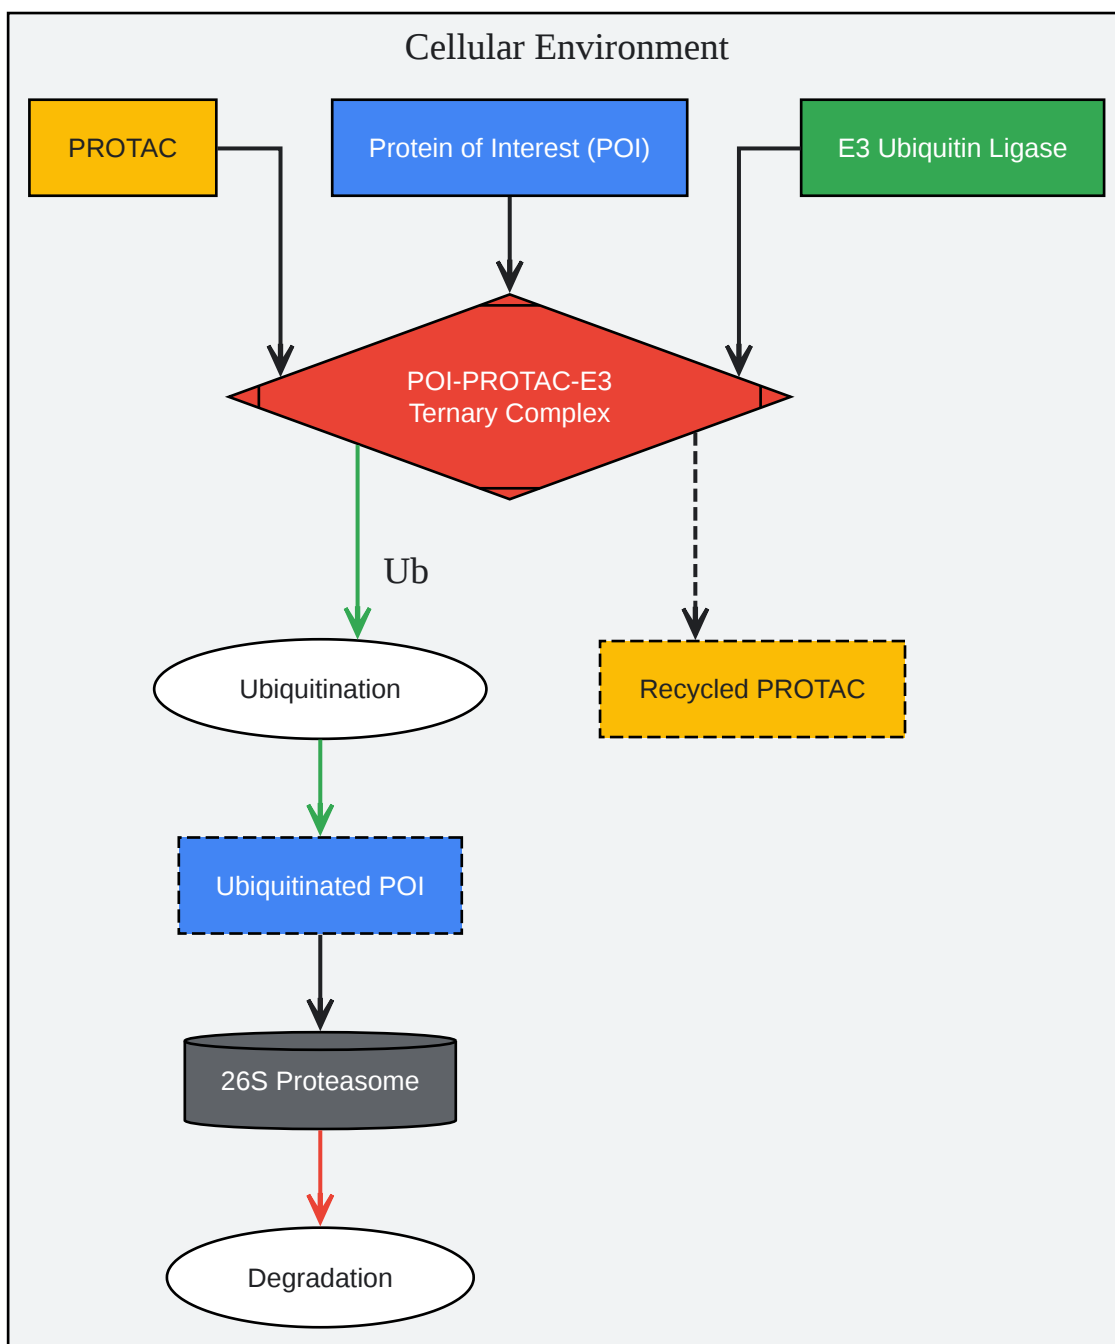 Cellular Environment
PROTAC
Protein of Interest (POI)
E3 Ubiquitin Ligase
POI-PROTAC-E3
Ternary Complex
Ub
Ubiquitination
Recycled PROTAC
Ubiquitinated POI
26S Proteasome
Degradation